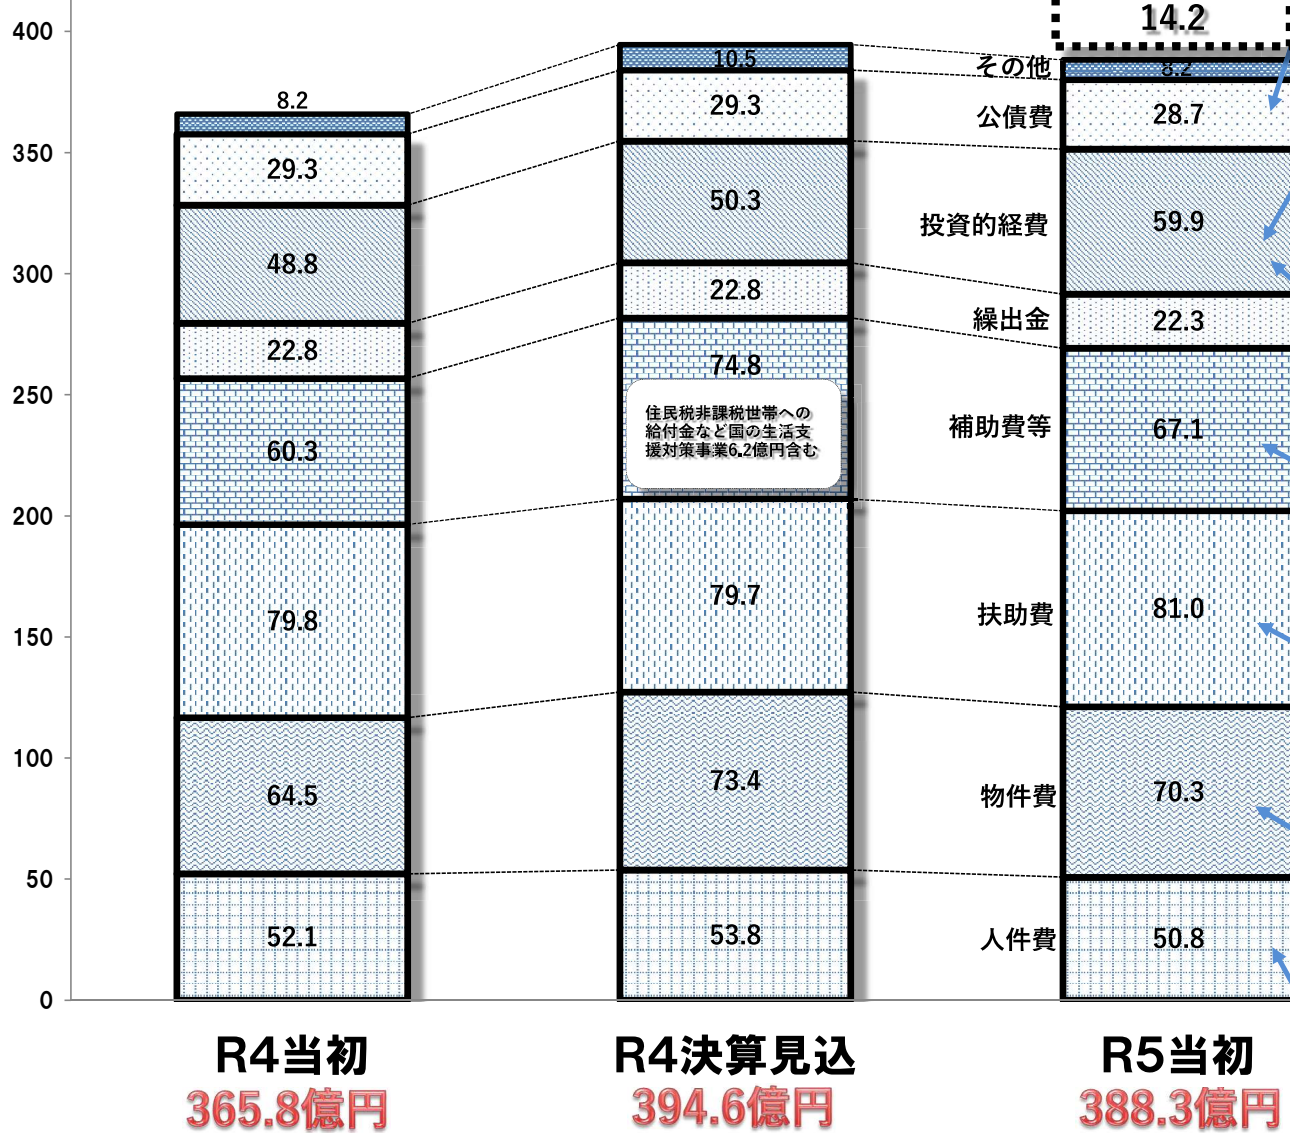 400
350
300
250
200
150
100
50
0
8.2
29.3
48.8
22.8
60.3
79.8
64.5
52.1
10.5
29.3
50.3
22.8
74.8
住民税非課税世帯への
給付金など国の生活支
援対策事業6.2億円含む
79.7
73.4
53.8
その他
公債費
投資的経費
繰出金
補助費等
扶助費
物件費
人件費
14.2
8.2
28.7
59.9
22.3
67.1
81.0
70.3
50.8
R4当初
365.8億円
R4決算見込
394.6億円
R5当初
388.3億円